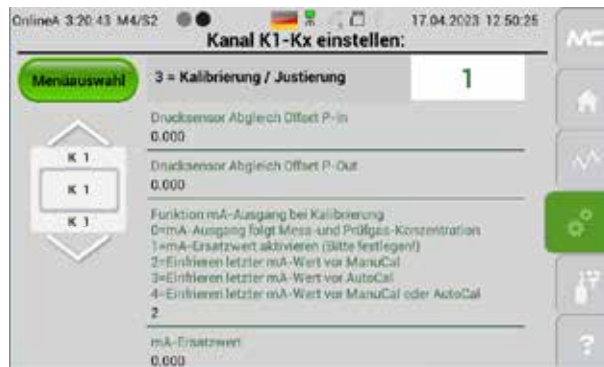 OnlineA 3.20.43 M4/S2
17.04.2023 12:50:25
Kanal K1-Kx einstellen:
Menüauswahl
3 = Kalibrierung / Justierung
1
Drucksensor Abgleich Offset P-In
0.000
K 1
K 1
K 1
Drucksensor Abgleich Offset P-Out
0.000
Funktion mA-Ausgang bei Kalibrierung
0=mA-Ausgang folgt Mess-und Prüfgas-Konzentration
1=mA-Ersatzwert aktivieren (Bitte festlegen!)
2=Einfrieren letzter mA-Wert vor ManuCal
3=Einfrieren letzter mA-Wert vor AutoCal
4=Einfrieren letzter mA-Wert vor ManuCal oder AutoCal
2
mA-Ersatzwert
0.000
MC
?